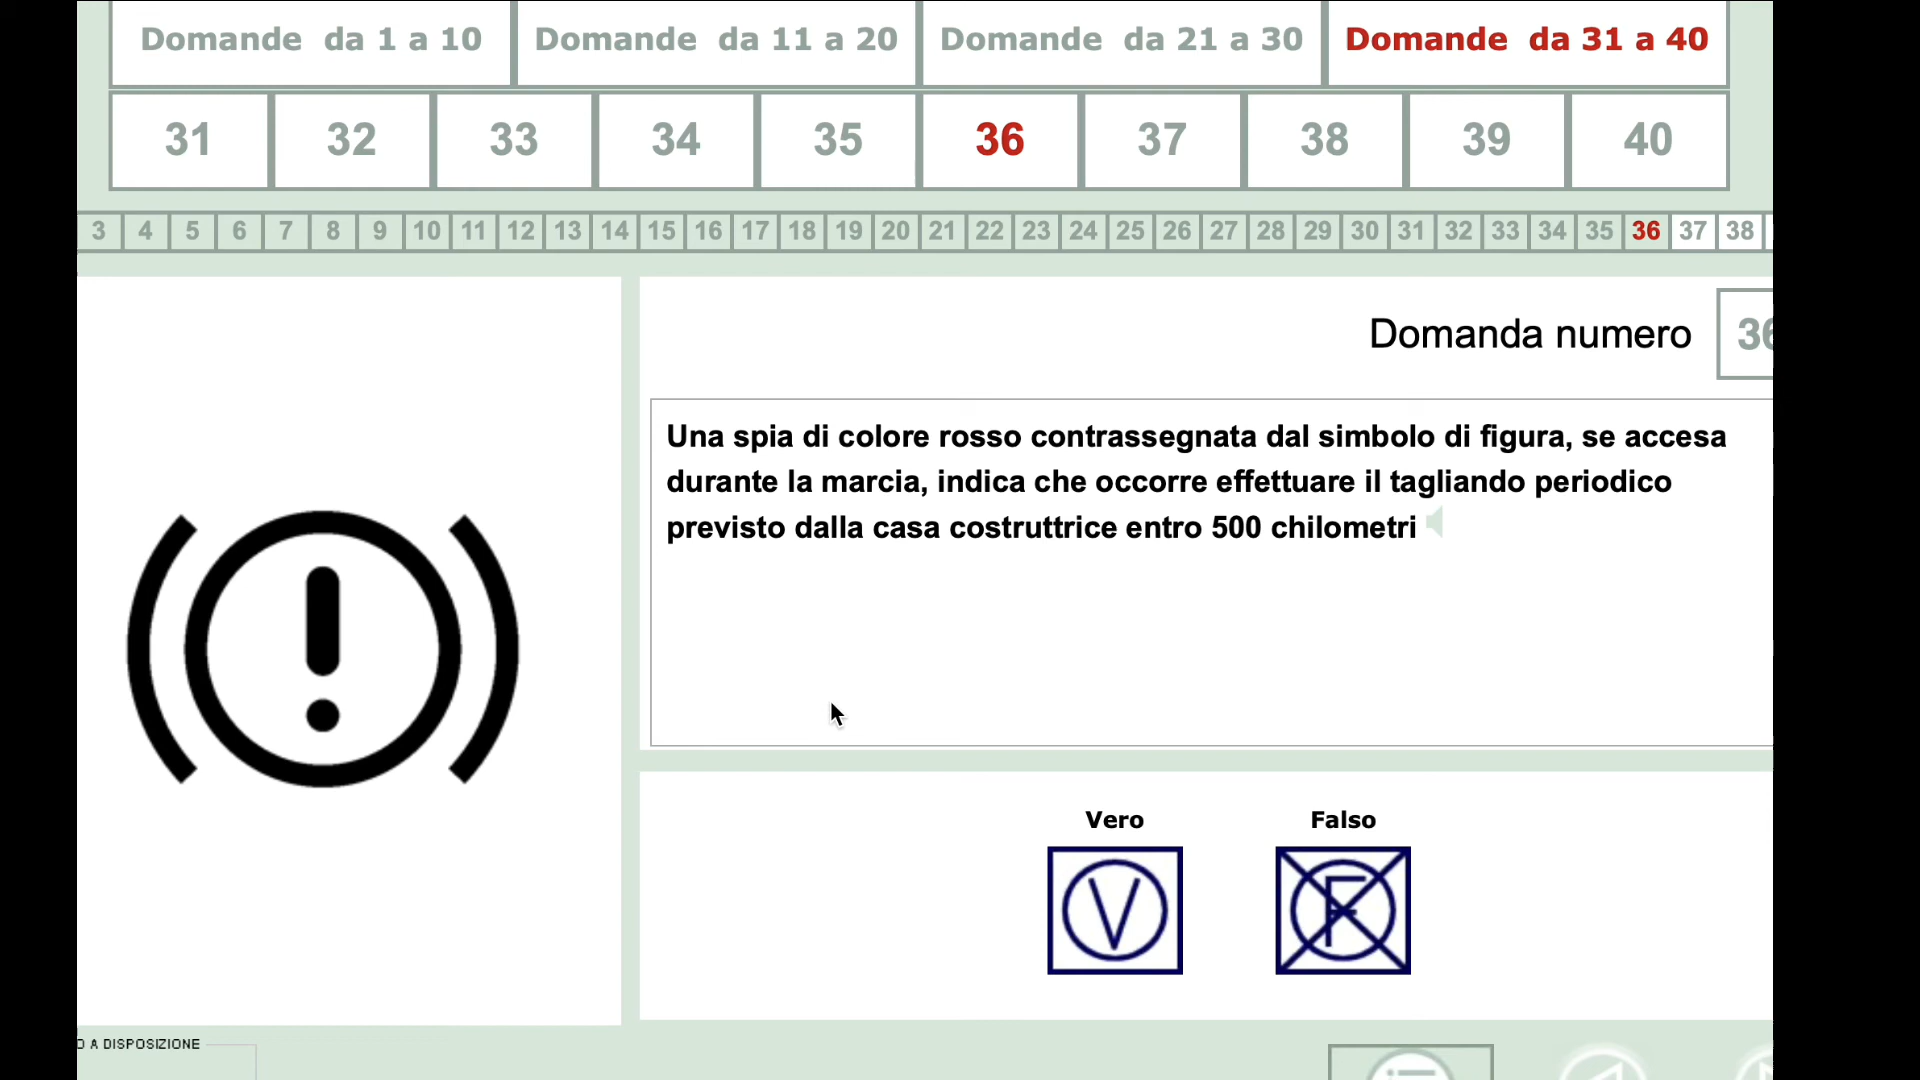 Domande da 1 a 10 Domande da 11 a 20 Domande da 21 a 30 Domande da 31 a 40
31 32 33 34 35 36 37 38 39 40
3 4 5 6 7 8 9 10 11 12 13 14 15 16 17 18 19 20 21 22 23 24 25 26 27 28 29 30 31 32 33 34 35 36 37 38
Domanda numero 36
Una spia di colore rosso contrassegnata dal simbolo di figura, se accesa
durante la marcia, indica che occorre effettuare il tagliando periodico
previsto dalla casa costruttrice entro 500 chilometri
Vero Falso
V F
O A DISPOSIZIONE